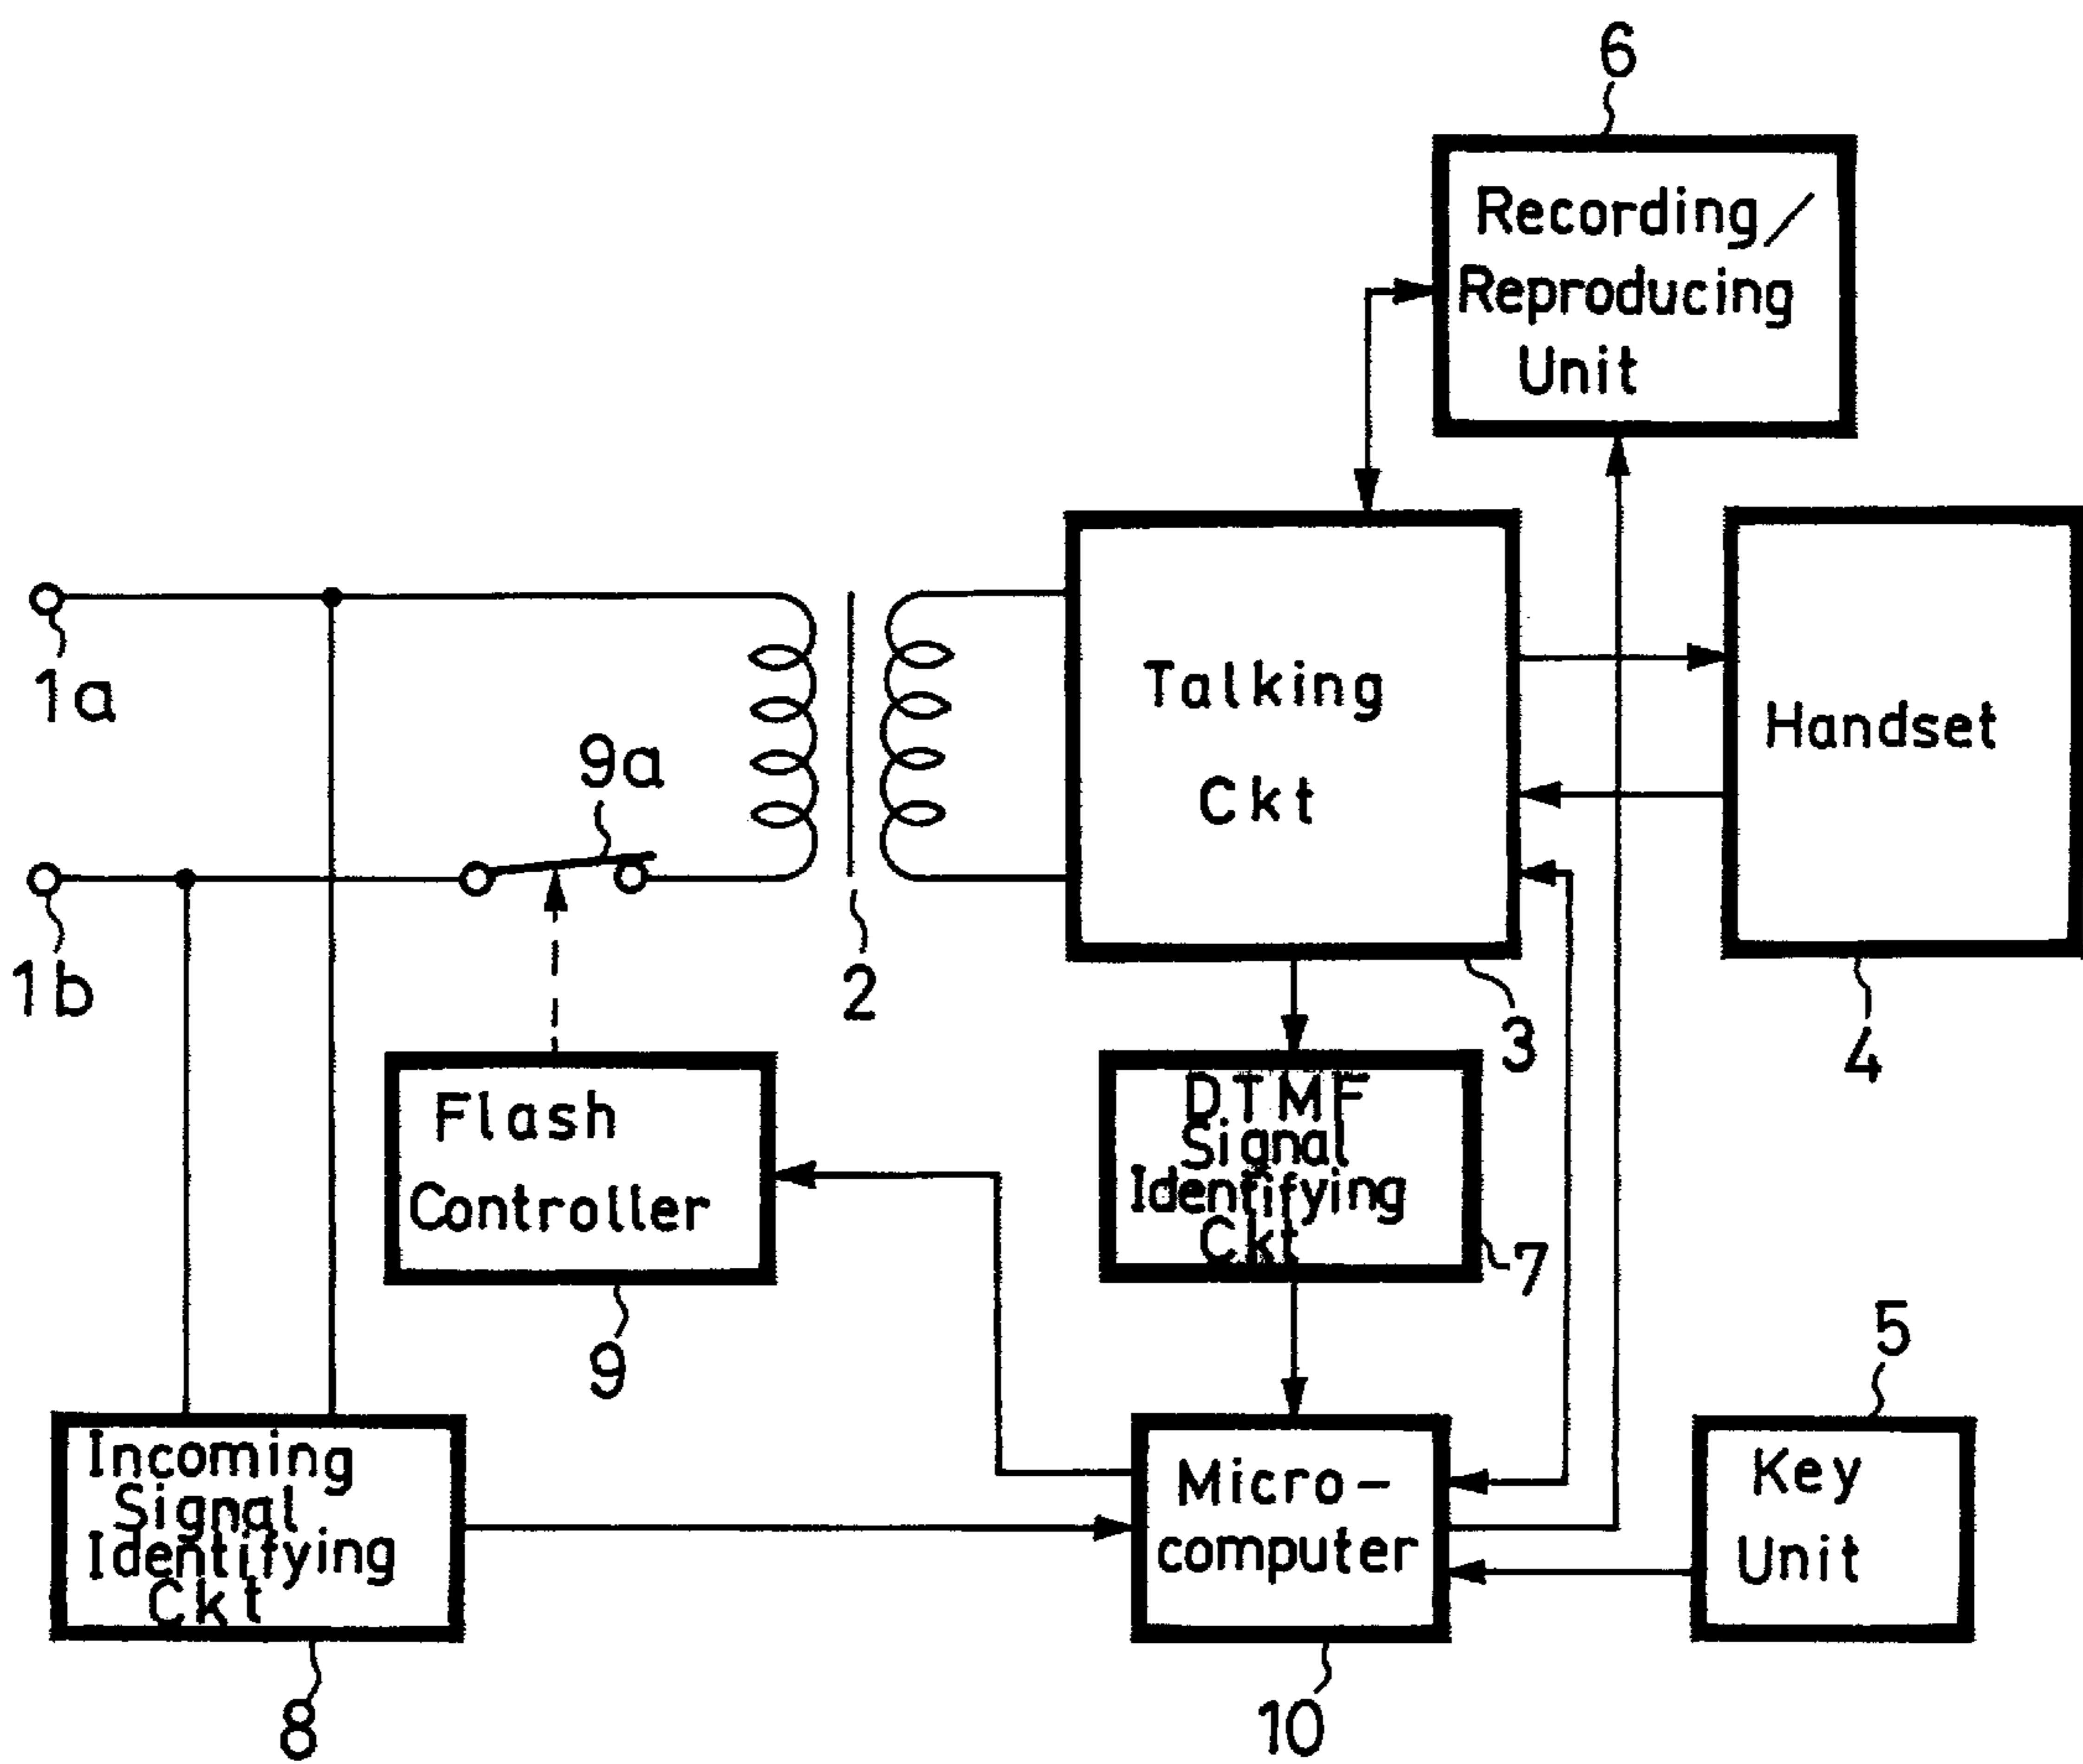 6
Recording/
Reproducing
Unit
1a
9a
Talking
Ckt
Handset
1b
2
3
4
Flash
Controller
9
DTMF
Signal
Identifying
Ckt
7
5
Incoming
Signal
Identifying
Ckt
8
Micro-
computer
10
Key
Unit